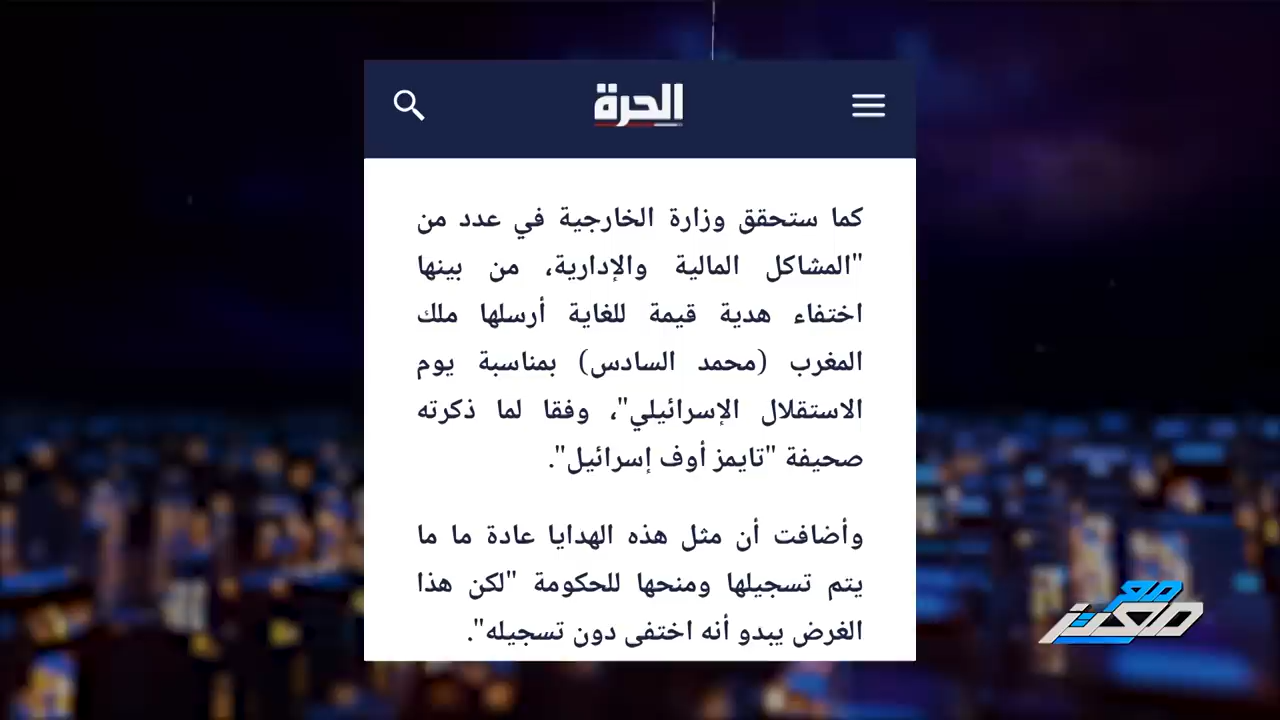 الحرة
كما ستحقق وزارة الخارجية في عدد من
"المشاكل المالية والإدارية، من بينها
اختفاء هدية قيمة للغاية أرسلها ملك
المغرب (محمد السادس) بمناسبة يوم
الاستقلال الإسرائيلي"، وفقا لما ذكرته
صحيفة "تايمز أوف إسرائيل".
وأضافت أن مثل هذه الهدايا عادة ما ما
يتم تسجيلها ومنحها للحكومة "لكن هذا
الغرض يبدو أنه اختفى دون تسجيله".
مع
معتز